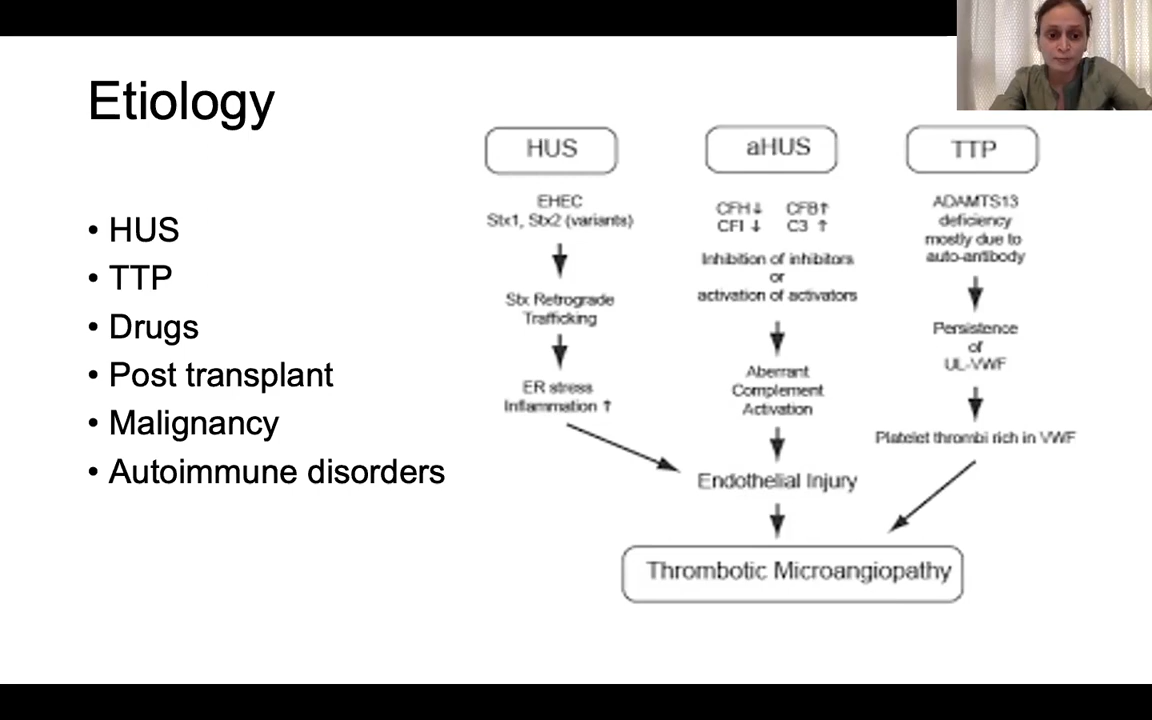 Etiology
• HUS
• TTP
• Drugs
• Post transplant
• Malignancy
• Autoimmune disorders
HUS
EHEC
Stx1, Stx2 (variants)
Stx Retrograde
Trafficking
ER stress
Inflammation ↑
aHUS
CFH↓ CFB↑
CFI ↓ C3 ↑
Inhibition of inhibitors
or
activation of activators
Aberrant
Complement
Activation
Endothelial Injury
TTP
ADAMTS13
deficiency
mostly due to
auto-antibody
Persistence
of
UL-VWF
Platelet thrombi rich in VWF
Thrombotic Microangiopathy